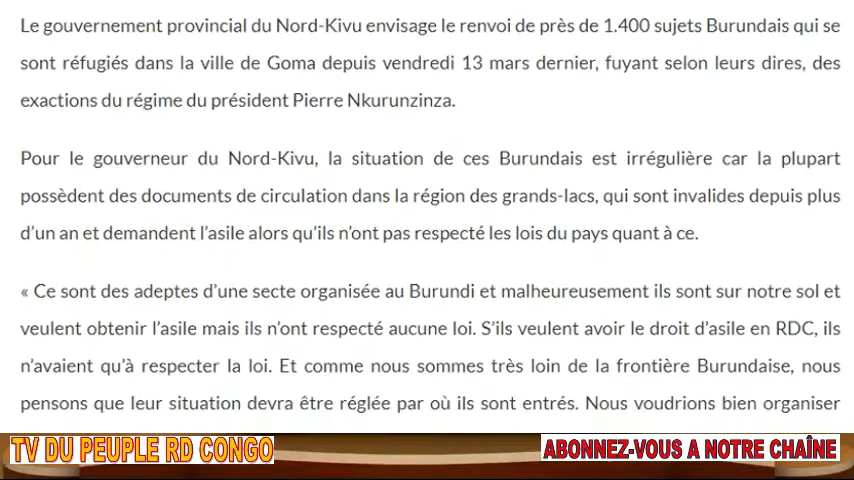 Le gouvernement provincial du Nord-Kivu envisage le renvoi de près de 1.400 sujets Burundais qui se
sont réfugiés dans la ville de Goma depuis vendredi 13 mars dernier, fuyant selon leurs dires, des
exactions du régime du président Pierre Nkurunzinza.
Pour le gouverneur du Nord-Kivu, la situation de ces Burundais est irrégulière car la plupart
possèdent des documents de circulation dans la région des grands-lacs, qui sont invalides depuis plus
d'un an et demandent l'asile alors qu'ils n'ont pas respecté les lois du pays quant à ce.
« Ce sont des adeptes d'une secte organisée au Burundi et malheureusement ils sont sur notre sol et
veulent obtenir l'asile mais ils n'ont respecté aucune loi. S'ils veulent avoir le droit d'asile en RDC, ils
n'avaient qu'à respecter la loi. Et comme nous sommes très loin de la frontière Burundaise, nous
pensons que leur situation devra être réglée par où ils sont entrés. Nous voudrions bien organiser
TV DU PEUPLE RD CONGO
ABONNEZ-VOUS A NOTRE CHAÎNE